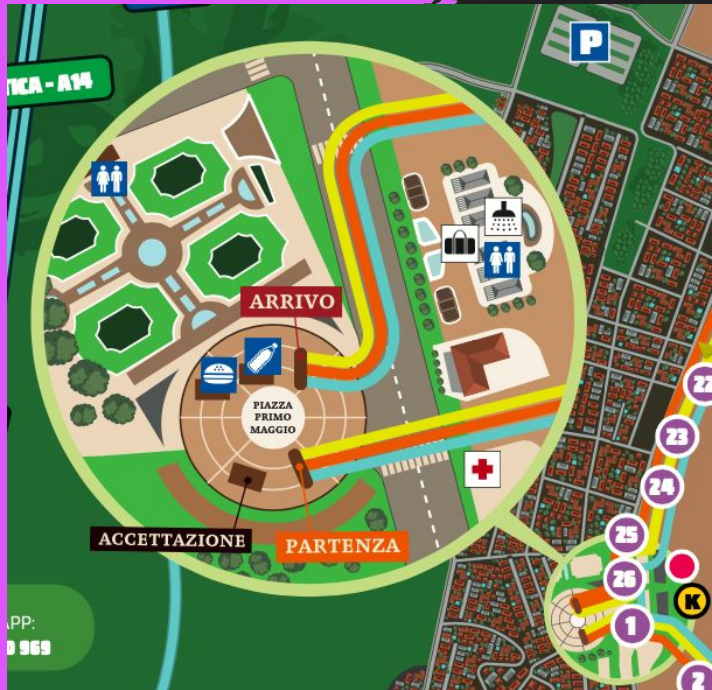 TICA - A14
P
ARRIVO
PIAZZA
PRIMO
MAGGIO
ACCETTAZIONE
PARTENZA
22
23
24
25
26
K
1
2
APP:
969